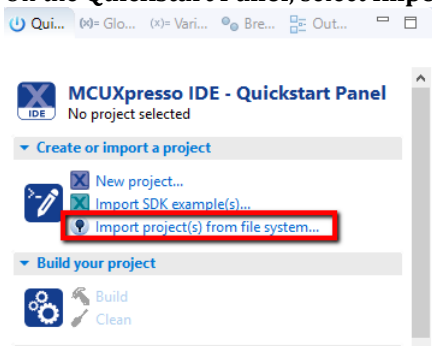 On the Quickstart Panel, select Impo
Qui... (x)= Glo... (x)= Vari... Bre... Out...
MCUXpresso IDE - Quickstart Panel
IDE No project selected
Create or import a project
New project...
Import SDK example(s)...
Import project(s) from file system...
Build your project
Build
Clean